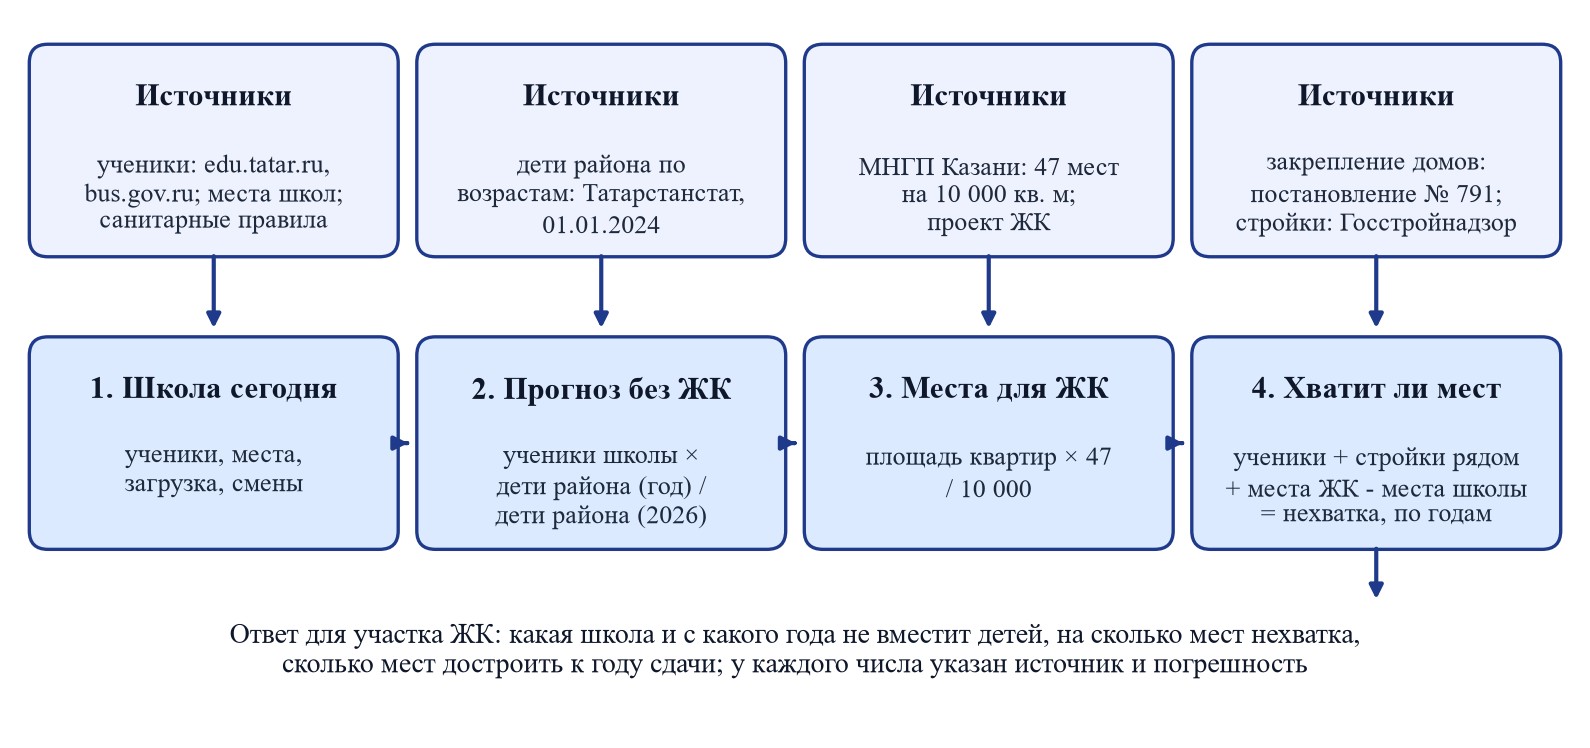 Источники
ученики: edu.tatar.ru,
bus.gov.ru; места школ;
санитарные правила
Источники
дети района по
возрастам: Татарстанстат,
01.01.2024
Источники
МНГП Казани: 47 мест
на 10 000 кв. м;
проект ЖК
Источники
закрепление домов:
постановление № 791;
стройки: Госстройнадзор
1. Школа сегодня
ученики, места,
загрузка, смены
2. Прогноз без ЖК
ученики школы ×
дети района (год) /
дети района (2026)
3. Места для ЖК
площадь квартир × 47
/ 10 000
4. Хватит ли мест
ученики + стройки рядом
+ места ЖК - места школы
= нехватка, по годам
Ответ для участка ЖК: какая школа и с какого года не вместит детей, на сколько мест нехватка,
сколько мест достроить к году сдачи; у каждого числа указан источник и погрешность